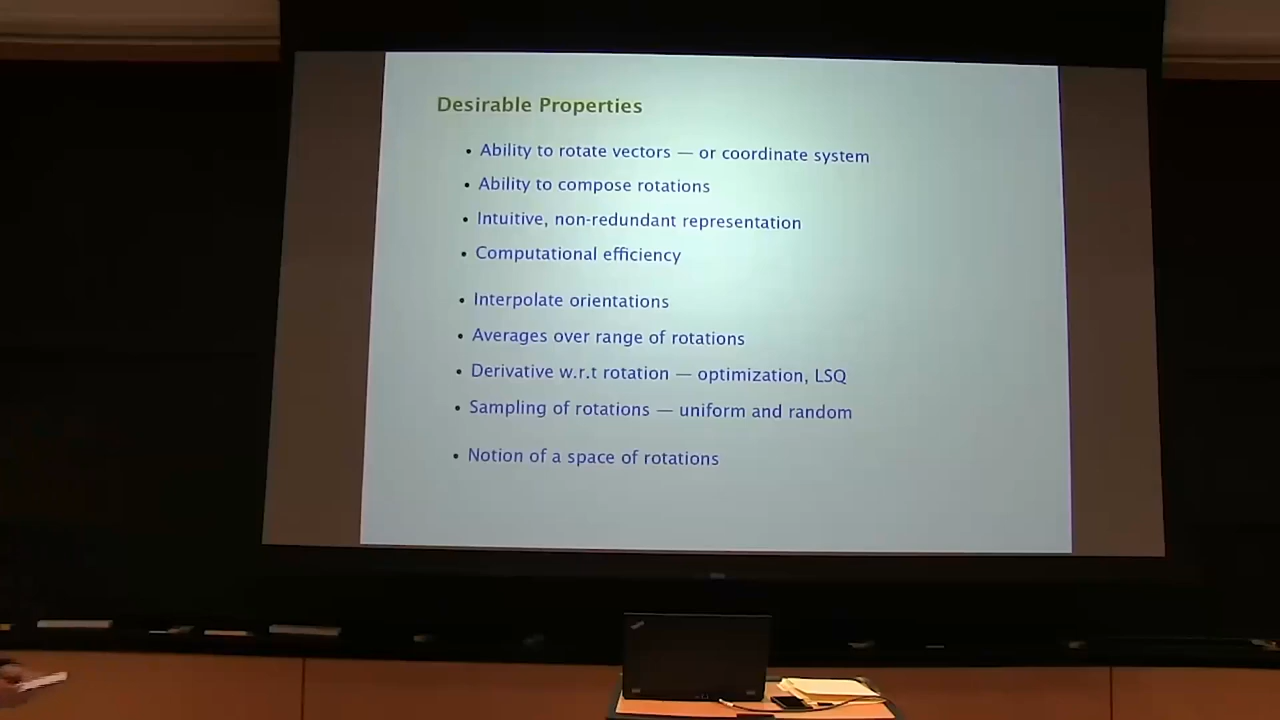 Desirable Properties
• Ability to rotate vectors — or coordinate system
• Ability to compose rotations
• Intuitive, non-redundant representation
• Computational efficiency
• Interpolate orientations
• Averages over range of rotations
• Derivative w.r.t rotation — optimization, LSQ
• Sampling of rotations — uniform and random
• Notion of a space of rotations